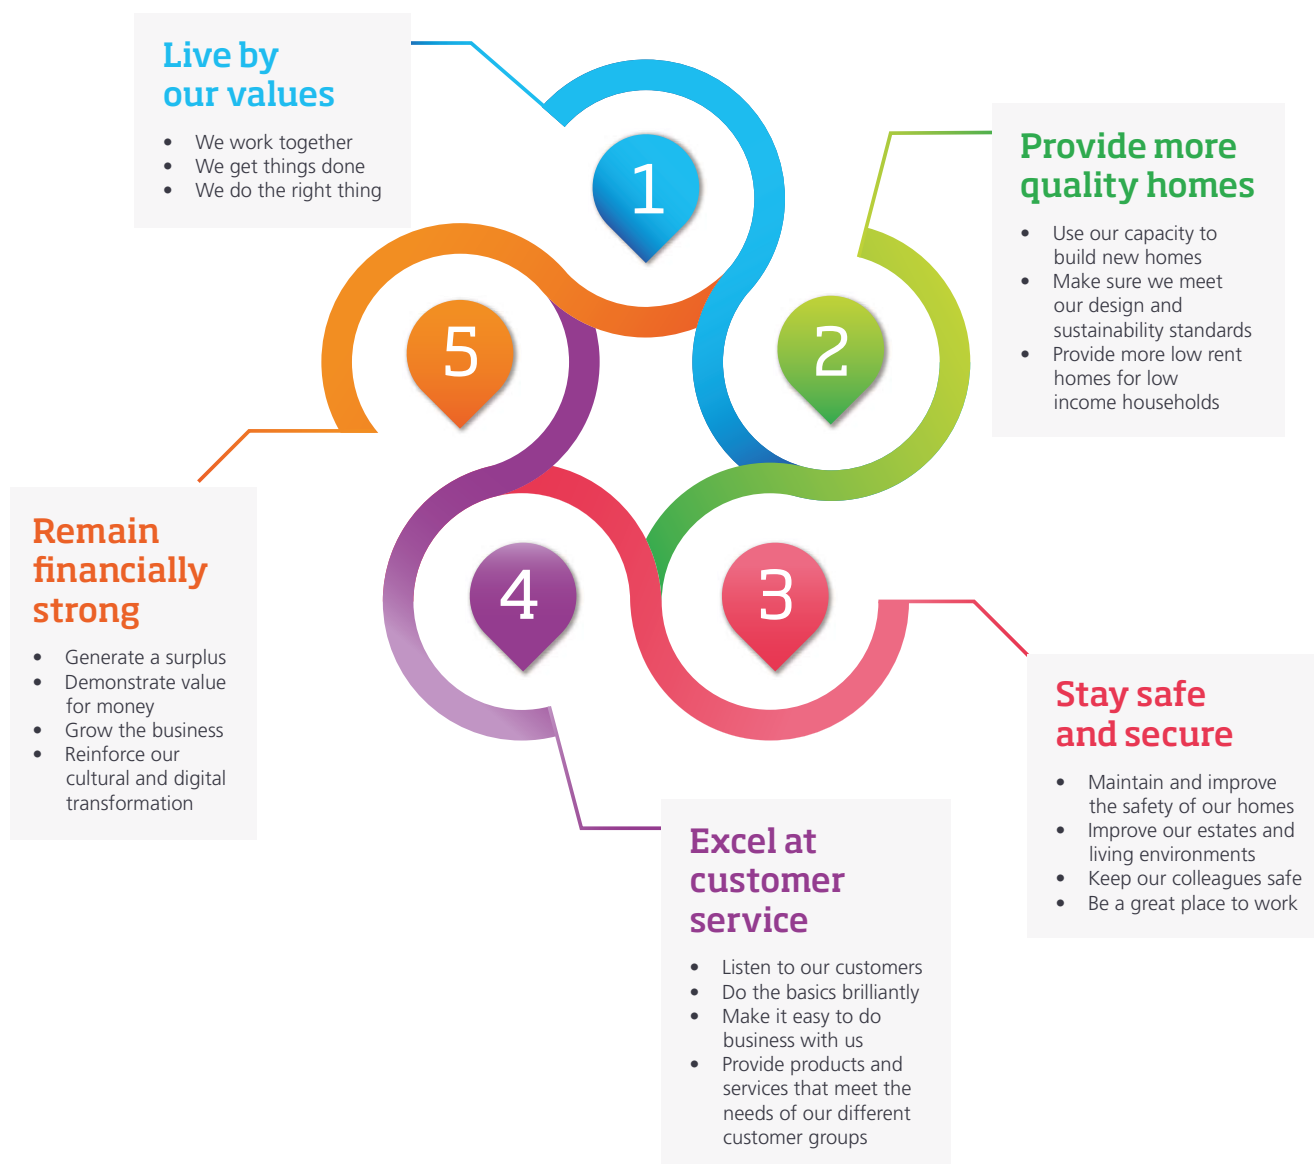 Live by
our values
• We work together
• We get things done
• We do the right thing
1
Provide more
quality homes
• Use our capacity to
build new homes
• Make sure we meet
our design and
sustainability standards
• Provide more low rent
homes for low
income households
2
Stay safe
and secure
• Maintain and improve
the safety of our homes
• Improve our estates and
living environments
• Keep our colleagues safe
• Be a great place to work
3
Excel at
customer
service
• Listen to our customers
• Do the basics brilliantly
• Make it easy to do
business with us
• Provide products and
services that meet the
needs of our different
customer groups
4
Remain
financially
strong
• Generate a surplus
• Demonstrate value
for money
• Grow the business
• Reinforce our
cultural and digital
transformation
5